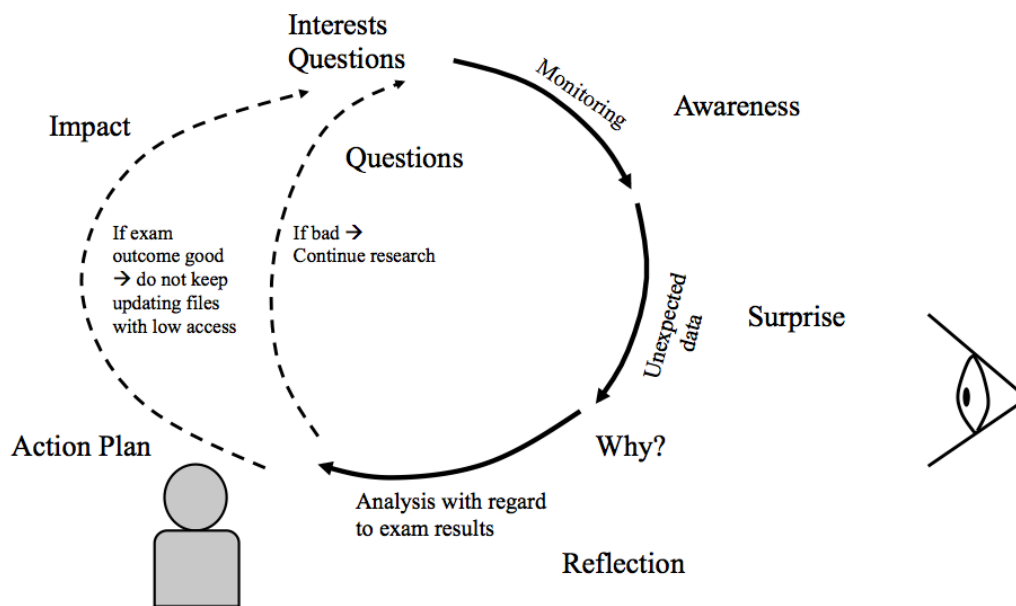 Interests
Questions
Monitoring
Awareness
Impact
Questions
If exam
outcome good
→ do not keep
updating files
with low access
If bad →
Continue research
Unexpected
data
Surprise
Action Plan
Why?
Analysis with regard
to exam results
Reflection